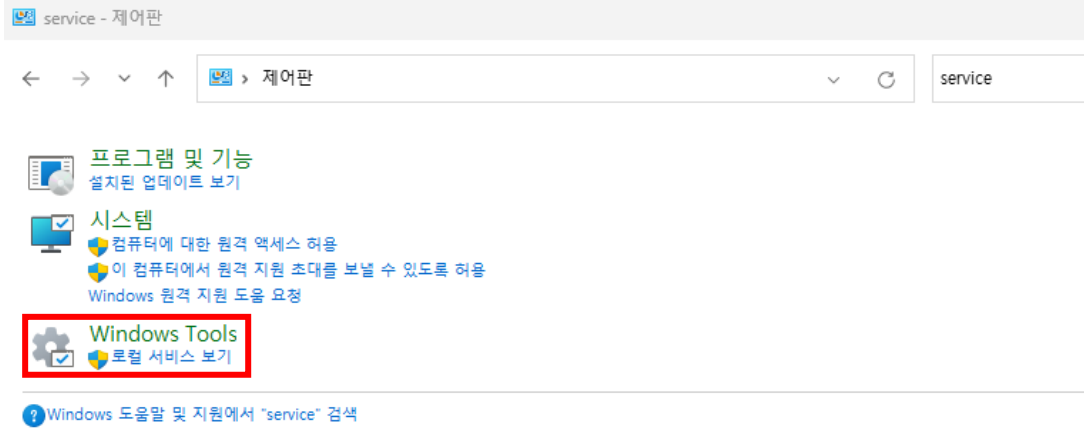 service - 제어판
제어판
service
프로그램 및 기능
설치된 업데이트 보기
시스템
컴퓨터에 대한 원격 액세스 허용
이 컴퓨터에서 원격 지원 초대를 보낼 수 있도록 허용
Windows 원격 지원 도움 요청
Windows Tools
로컬 서비스 보기
Windows 도움말 및 지원에서 "service" 검색